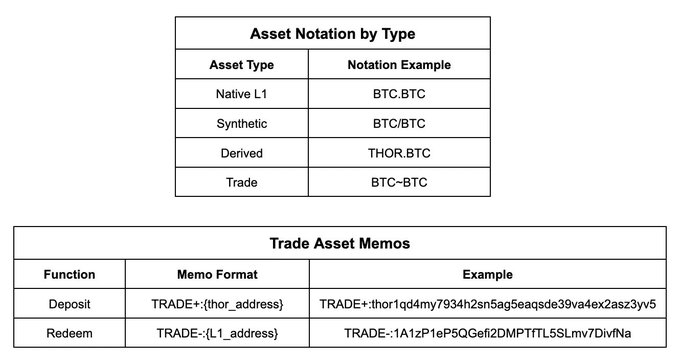 Asset Notation by Type
Asset Type Notation Example
Native L1 BTC.BTC
Synthetic BTC/BTC
Derived THOR.BTC
Trade BTC~BTC
Trade Asset Memos
Function Memo Format Example
Deposit TRADE+:{thor_address} TRADE+:thor1qd4my7934h2sn5ag5eaqsde39va4ex2asz3yv5
Redeem TRADE-:{L1_address} TRADE-:1A1zP1eP5QGefi2DMPTfTL5SLmv7DivfNa